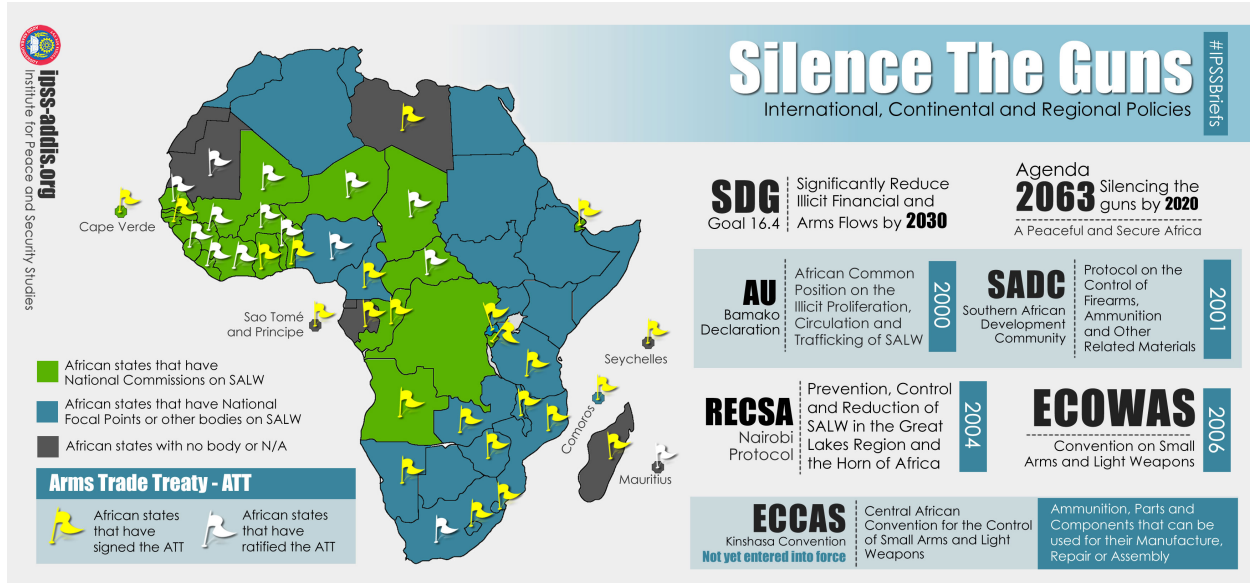 ipss-addis.org
Institute for Peace and Security Studies
Silence The Guns
International, Continental and Regional Policies
#IPSSBriefs
Cape Verde
Sao Tomé
and Principe
Seychelles
Comoros
Mauritius
African states that have
National Commissions on SALW
African states that have National
Focal Points or other bodies on SALW
African states with no body or N/A
Arms Trade Treaty - ATT
African states
that have
signed the ATT
African states
that have
ratified the ATT
SDG
Goal 16.4
Significantly Reduce
Illicit Financial and
Arms Flows by 2030
Agenda
2063
Silencing the
guns by 2020
A Peaceful and Secure Africa
AU
Bamako
Declaration
African Common
Position on the
Illicit Proliferation,
Circulation and
Trafficking of SALW
2000
SADC
Southern African
Development
Community
Protocol on the
Control of
Firearms,
Ammunition
and Other
Related Materials
2001
RECSA
Nairobi
Protocol
Prevention, Control
and Reduction of
SALW in the Great
Lakes Region and
the Horn of Africa
2004
ECOWAS
Convention on Small
Arms and Light Weapons
2006
ECCAS
Kinshasa Convention
Not yet entered into force
Central African
Convention for the Control
of Small Arms and Light
Weapons
Ammunition, Parts and
Components that can be
used for their Manufacture,
Repair or Assembly